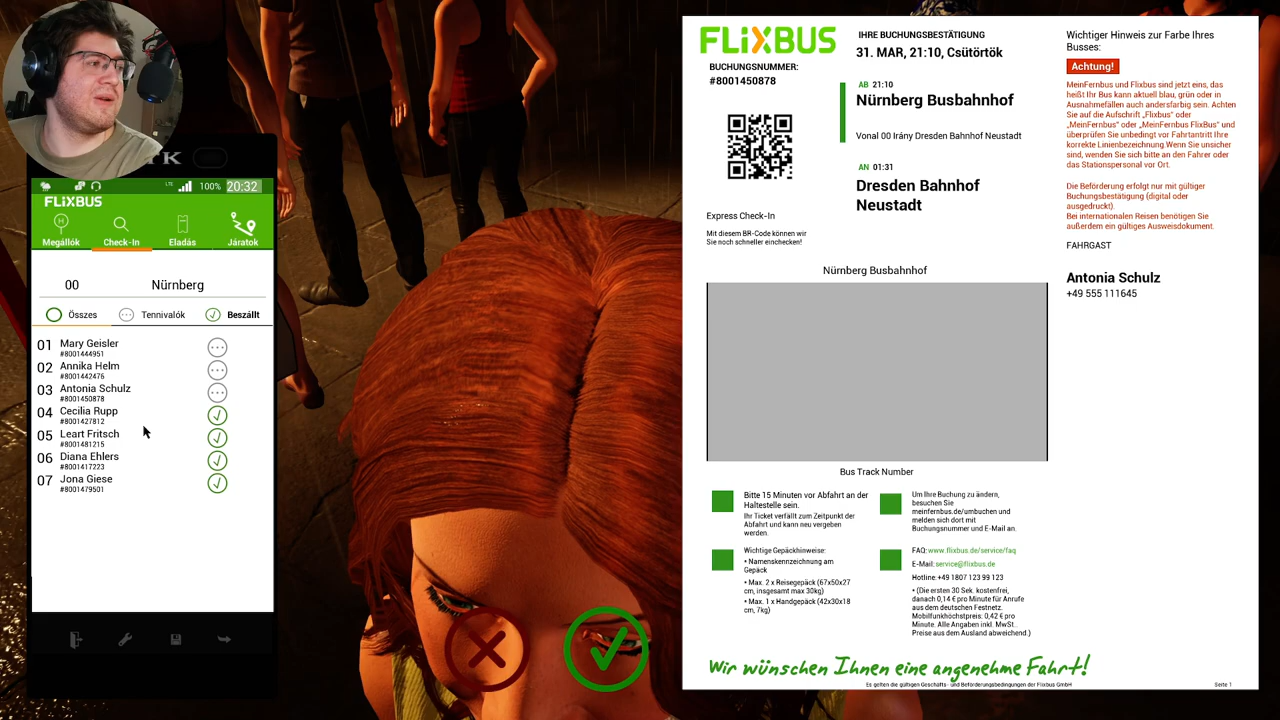 TK
LTE 100% 20:32
FLiXBUS
Megállók Check-In Eladás Járatok
00 Nürnberg
Összes Tennivalók Beszállt
01 Mary Geisler
#8001444951
02 Annika Helm
#8001442476
03 Antonia Schulz
#8001450878
04 Cecilia Rupp
#8001427812
05 Leart Fritsch
#8001481215
06 Diana Ehlers
#8001417223
07 Jona Giese
#8001479501
FLiXBUS
BUCHUNGSNUMMER:
#8001450878
Express Check-In
Mit diesem BR-Code können wir
Sie noch schneller einchecken!
IHRE BUCHUNGSBESTÄTIGUNG
31. MAR, 21:10, Csütörtök
AB 21:10
Nürnberg Busbahnhof
Vonal 00 Irány Dresden Bahnhof Neustadt
AN 01:31
Dresden Bahnhof
Neustadt
Nürnberg Busbahnhof
Bus Track Number
Bitte 15 Minuten vor Abfahrt an der
Haltestelle sein.
Ihr Ticket verfällt zum Zeitpunkt der
Abfahrt und kann neu vergeben
werden.
Wichtige Gepäckhinweise:
• Namenskennzeichnung am
Gepäck
• Max. 2 x Reisegepäck (67x50x27
cm, insgesamt max 30kg)
• Max. 1 x Handgepäck (42x30x18
cm, 7kg)
Um Ihre Buchung zu ändern,
besuchen Sie
meinfernbus.de/umbuchen und
melden sich dort mit
Buchungsnummer und E-Mail an.
FAQ: www.flixbus.de/service/faq
E-Mail: service@flixbus.de
Hotline: +49 1807 123 99 123
• (Die ersten 30 Sek. kostenfrei,
danach 0,14 € pro Minute für Anrufe
aus dem deutschen Festnetz.
Mobilfunkhöchstpreis: 0,42 € pro
Minute. Alle Angaben inkl. MwSt..
Preise aus dem Ausland abweichend.)
Wir wünschen Ihnen eine angenehme Fahrt!
Es gelten die gültigen Geschäfts- und Beförderungsbedingungen der Flixbus GmbH
Seite 1
Wichtiger Hinweis zur Farbe Ihres
Busses:
Achtung!
MeinFernbus und Flixbus sind jetzt eins, das
heißt Ihr Bus kann aktuell blau, grün oder in
Ausnahmefällen auch andersfarbig sein. Achten
Sie auf die Aufschrift „Flixbus" oder
„MeinFernbus" oder „MeinFernbus FlixBus" und
überprüfen Sie unbedingt vor Fahrtantritt Ihre
korrekte Linienbezeichnung.Wenn Sie unsicher
sind, wenden Sie sich bitte an den Fahrer oder
das Stationspersonal vor Ort.
Die Beförderung erfolgt nur mit gültiger
Buchungsbestätigung (digital oder
ausgedruckt).
Bei internationalen Reisen benötigen Sie
außerdem ein gültiges Ausweisdokument.
FAHRGAST
Antonia Schulz
+49 555 111645